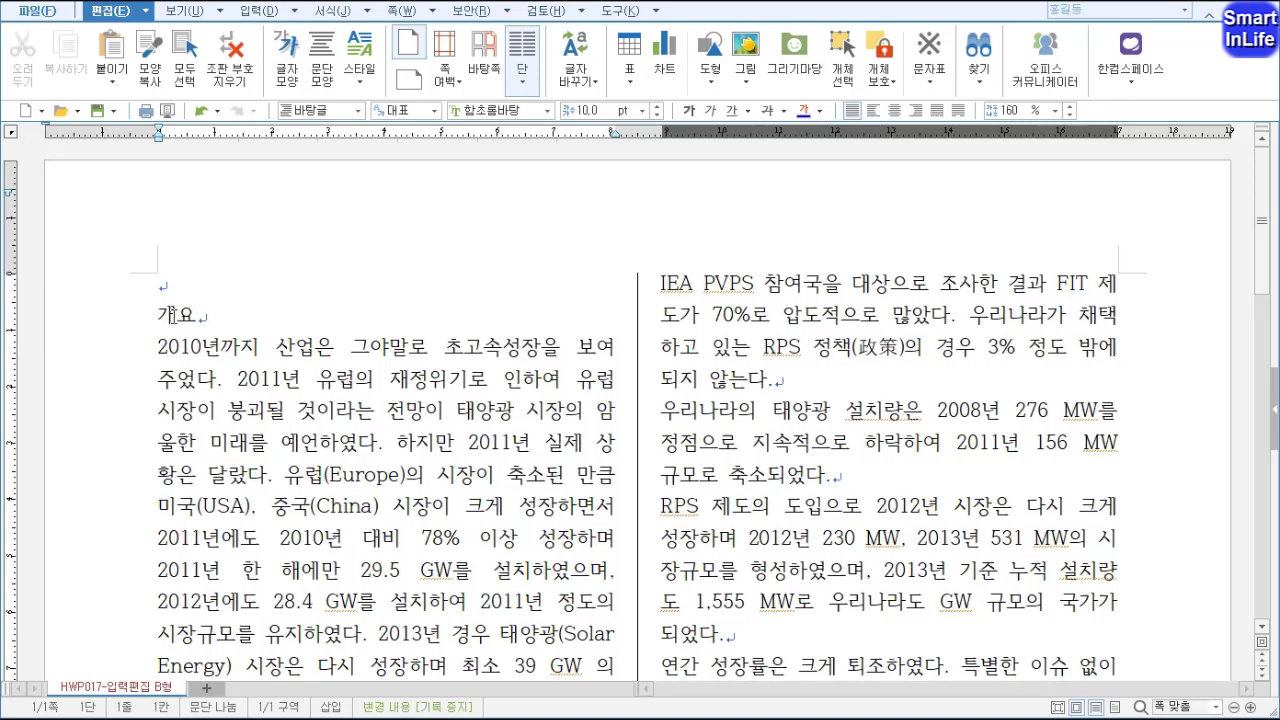 파일(F) 편집(E) 보기(U) 입력(D) 서식(J) 쪽(W) 보안(R) 검토(H) 도구(K) 홍길동
Smart
InLife
오려
두기
복사하기
붙이기
모양
복사
모두
선택
조판 부호
지우기
글자
모양
문단
모양
스타일
쪽
여백
바탕쪽
단
글자
바꾸기
표
차트
도형
그림
그리기마당
개체
선택
개체
보호
문자표
찾기
오피스
커뮤니케이터
한컴스페이스
바탕글 대표 함초롬바탕 10.0 pt 가 가 가 가 가 160 %
1 1 2 3 4 5 6 7 8 9 10 11 12 13 14 15 16 17 18 19
개요
2010년까지 산업은 그야말로 초고속성장을 보여
주었다. 2011년 유럽의 재정위기로 인하여 유럽
시장이 붕괴될 것이라는 전망이 태양광 시장의 암
울한 미래를 예언하였다. 하지만 2011년 실제 상
황은 달랐다. 유럽(Europe)의 시장이 축소된 만큼
미국(USA), 중국(China) 시장이 크게 성장하면서
2011년에도 2010년 대비 78% 이상 성장하며
2011년 한 해에만 29.5 GW를 설치하였으며,
2012년에도 28.4 GW를 설치하여 2011년 정도의
시장규모를 유지하였다. 2013년 경우 태양광(Solar
Energy) 시장은 다시 성장하며 최소 39 GW 의
IEA PVPS 참여국을 대상으로 조사한 결과 FIT 제
도가 70%로 압도적으로 많았다. 우리나라가 채택
하고 있는 RPS 정책(政策)의 경우 3% 정도 밖에
되지 않는다.
우리나라의 태양광 설치량은 2008년 276 MW를
정점으로 지속적으로 하락하여 2011년 156 MW
규모로 축소되었다.
RPS 제도의 도입으로 2012년 시장은 다시 크게
성장하며 2012년 230 MW, 2013년 531 MW의 시
장규모를 형성하였으며, 2013년 기준 누적 설치량
도 1,555 MW로 우리나라도 GW 규모의 국가가
되었다.
연간 성장률은 크게 퇴조하였다. 특별한 이슈 없이
HWP017-입력편집 B형
1/1쪽 1단 1줄 1칸 문단 나눔 1/1 구역 삽입 변경 내용 [기록 중지] 폭 맞춤